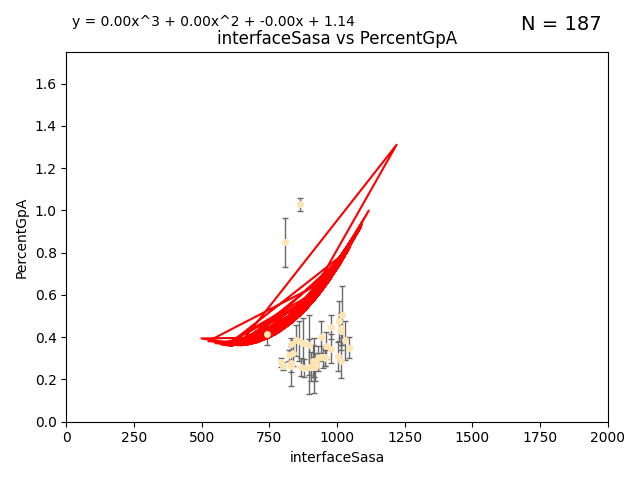 y = 0.00x^3 + 0.00x^2 + -0.00x + 1.14
N = 187
interfaceSasa vs PercentGpA
PercentGpA
1.6
1.4
1.2
1.0
0.8
0.6
0.4
0.2
0.0
0 250 500 750 1000 1250 1500 1750 2000
interfaceSasa